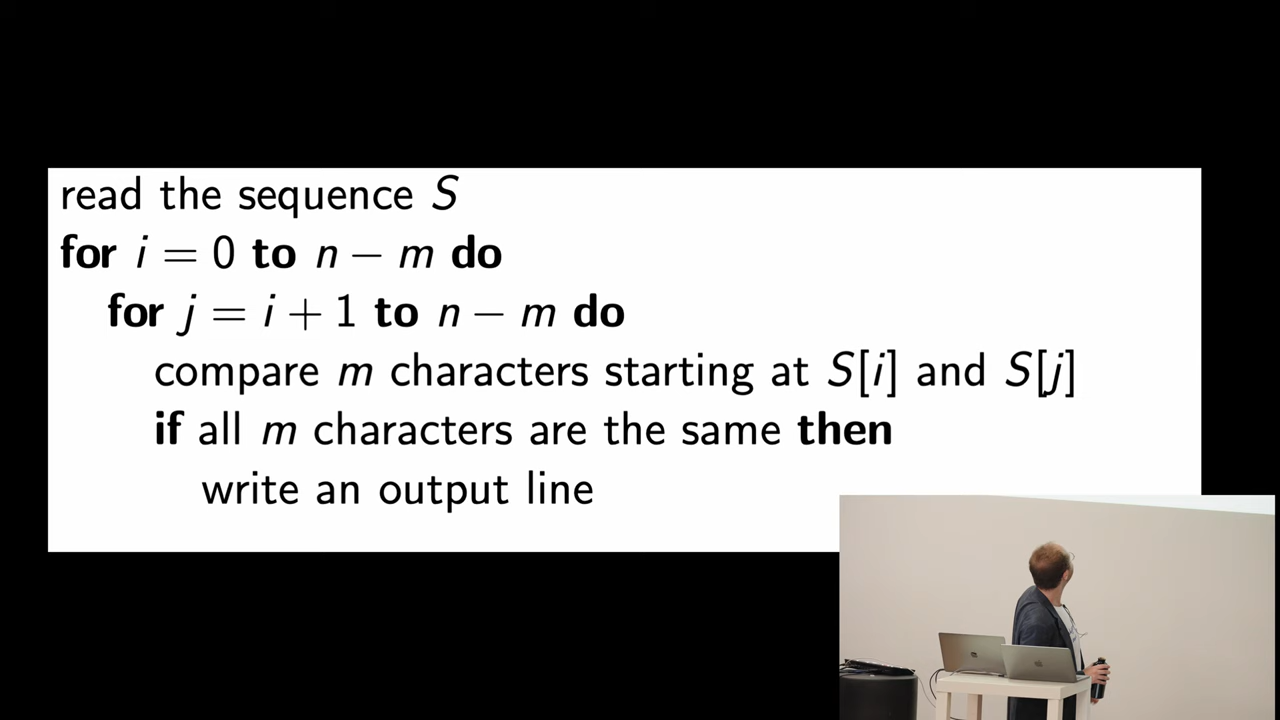 read the sequence S
for i = 0 to n − m do
for j = i + 1 to n − m do
compare m characters starting at S[i] and S[j]
if all m characters are the same then
write an output line